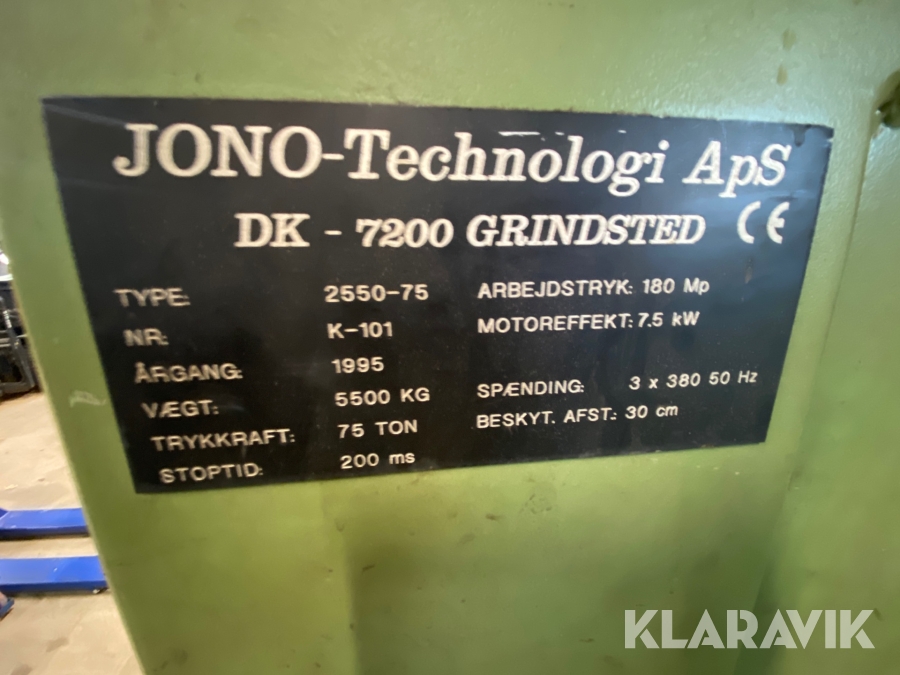 JONO-Technologi ApS
DK - 7200 GRINDSTED CE
TYPE: 2550-75
NR: K-101
ÅRGANG: 1995
VÆGT: 5500 KG
TRYKKRAFT: 75 TON
STOPTID: 200 ms
ARBEJDSTRYK: 180 Mp
MOTOREFFEKT: 7.5 kW
SPÆNDING: 3 x 380 50 Hz
BESKYT. AFST.: 30 cm
KLARAVIK